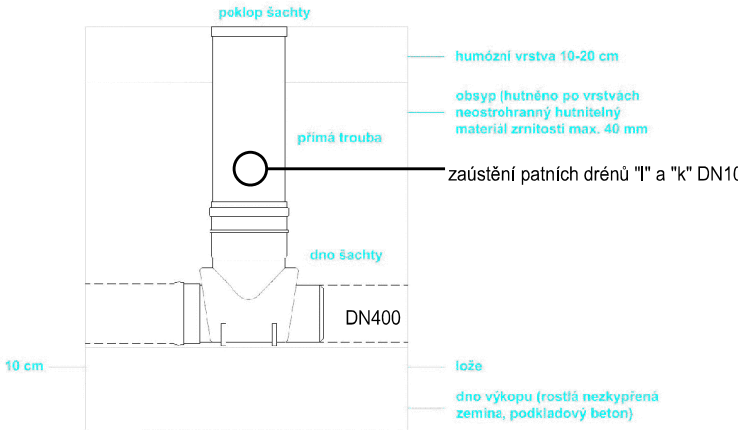 poklop šachty
humózní vrstva 10-20 cm
obsyp (hutněno po vrstvách
neostrohranný hutnitelný
materiál zrnitosti max. 40 mm
přímá trouba
zaústění patních drénů "l" a "k" DN10
dno šachty
DN400
10 cm
lože
dno výkopu (rostlá nezkypřená
zemina, podkladový beton)